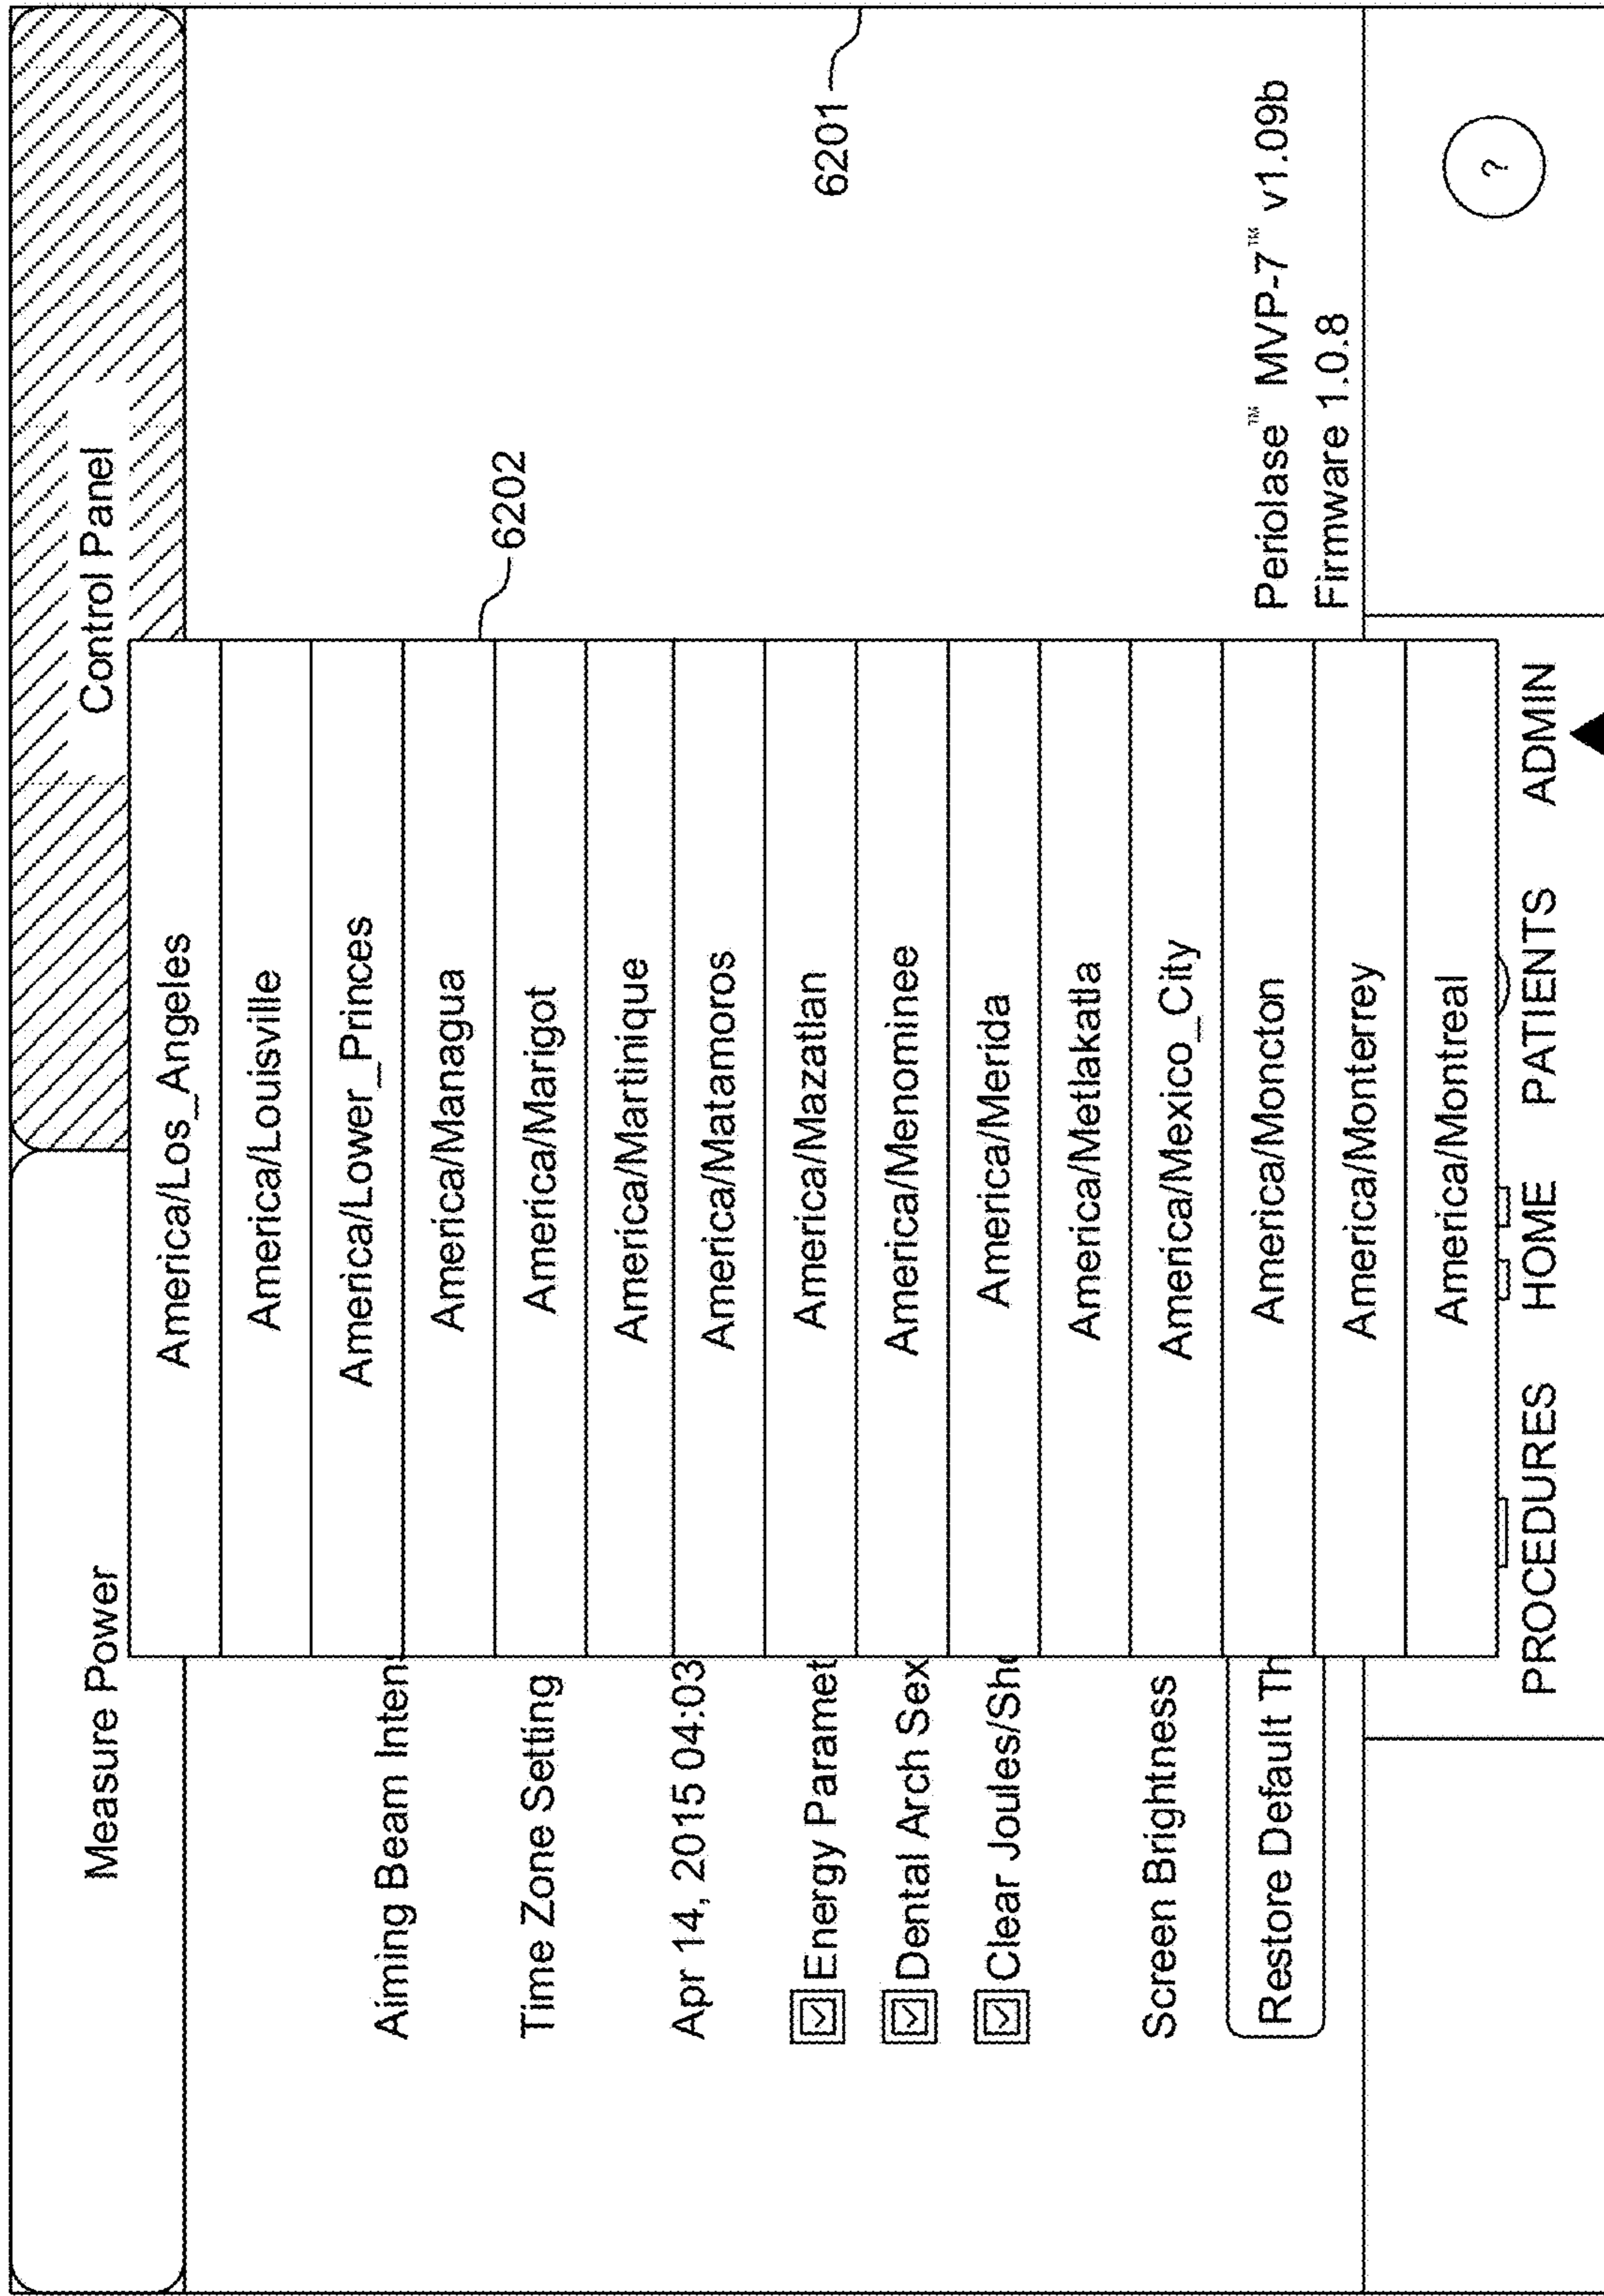 Measure Power
Control Panel
America/Los_Angeles
America/Louisville
America/Lower_Princes
America/Managua
America/Marigot
America/Martinique
America/Matamoros
America/Mazatlan
America/Menominee
America/Merida
America/Metlakatla
America/Mexico_City
America/Moncton
America/Monterrey
America/Montreal
6202
6201
Aiming Beam Inten
Time Zone Setting
Apr 14, 2015 04:03
Energy Paramet
Dental Arch Sex
Clear Joules/Sh
Screen Brightness
Restore Default Th
Periolase™ MVP-7™ v1.09b
Firmware 1.0.8
PROCEDURES HOME PATIENTS ADMIN
?